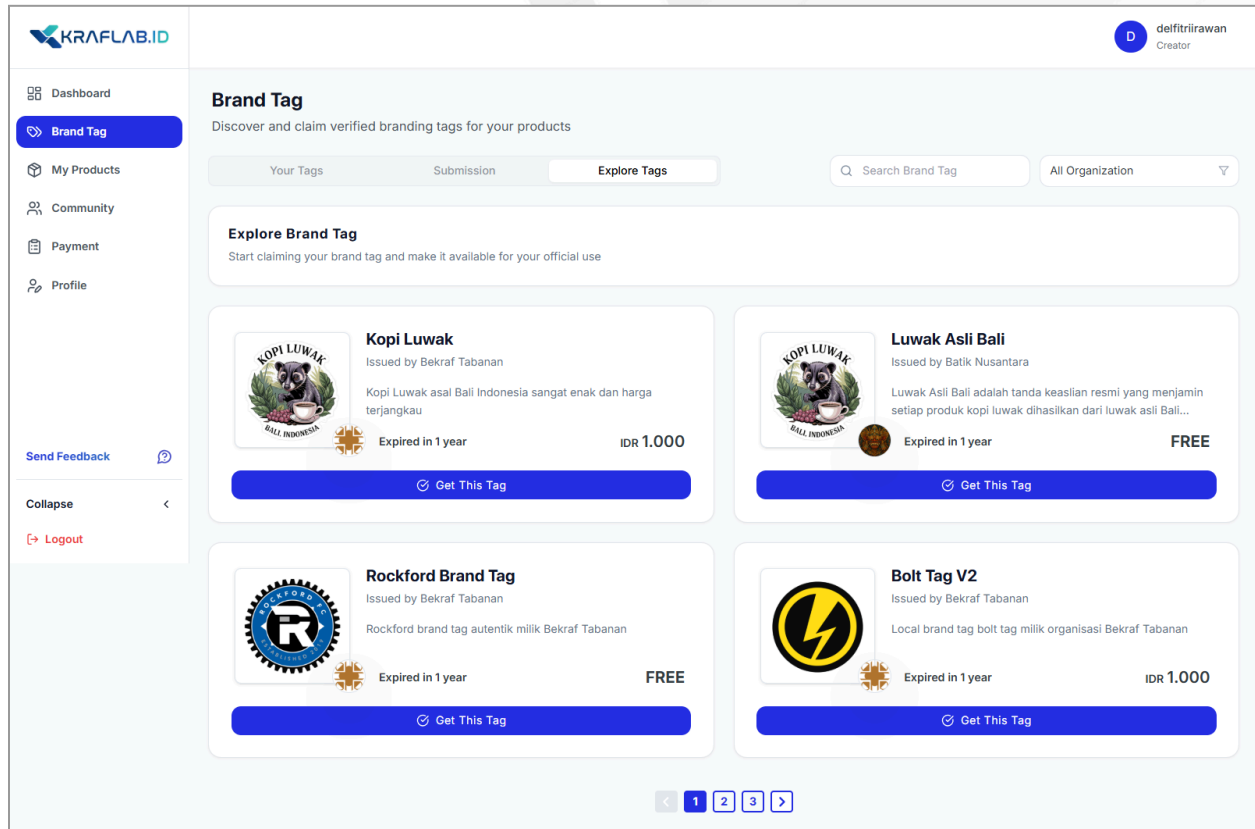 KRAFLAB.ID
D
delfitriirawan
Creator
Dashboard
Brand Tag
My Products
Community
Payment
Profile
Send Feedback
Collapse
Logout
Brand Tag
Discover and claim verified branding tags for your products
Your Tags
Submission
Explore Tags
Search Brand Tag
All Organization
Explore Brand Tag
Start claiming your brand tag and make it available for your official use
KOPI LUWAK
BALI, INDONESIA
Kopi Luwak
Issued by Bekraf Tabanan
Kopi Luwak asal Bali Indonesia sangat enak dan harga
terjangkau
Expired in 1 year
IDR 1.000
Get This Tag
KOPI LUWAK
BALI, INDONESIA
Luwak Asli Bali
Issued by Batik Nusantara
Luwak Asli Bali adalah tanda keaslian resmi yang menjamin
setiap produk kopi luwak dihasilkan dari luwak asli Bali...
Expired in 1 year
FREE
Get This Tag
ROCKFORD FC
R
Rockford Brand Tag
Issued by Bekraf Tabanan
Rockford brand tag autentik milik Bekraf Tabanan
Expired in 1 year
FREE
Get This Tag
Bolt Tag V2
Issued by Bekraf Tabanan
Local brand tag bolt tag milik organisasi Bekraf Tabanan
Expired in 1 year
IDR 1.000
Get This Tag
1
2
3